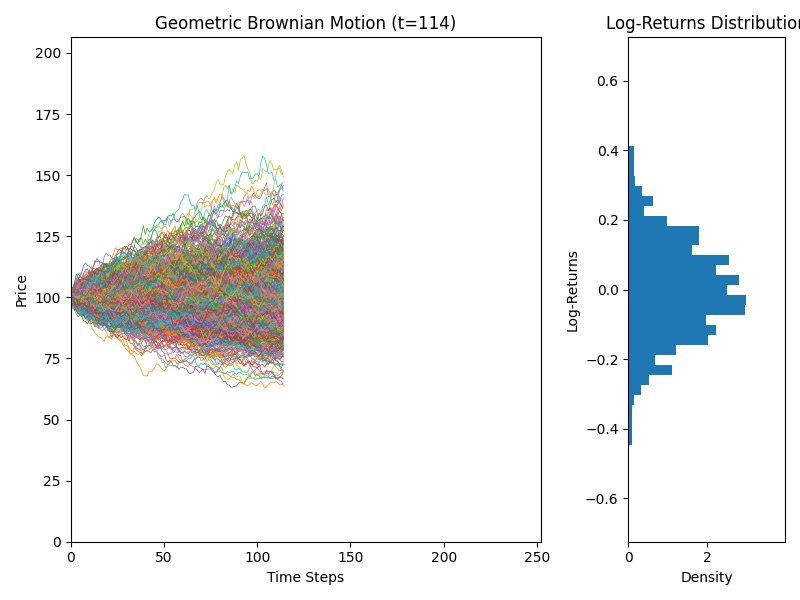 Geometric Brownian Motion (t=114)
Log-Returns Distribution
200
175
150
125
100
75
50
25
0
Price
0 50 100 150 200 250
Time Steps
0.6
0.4
0.2
0.0
−0.2
−0.4
−0.6
Log-Returns
0 2
Density